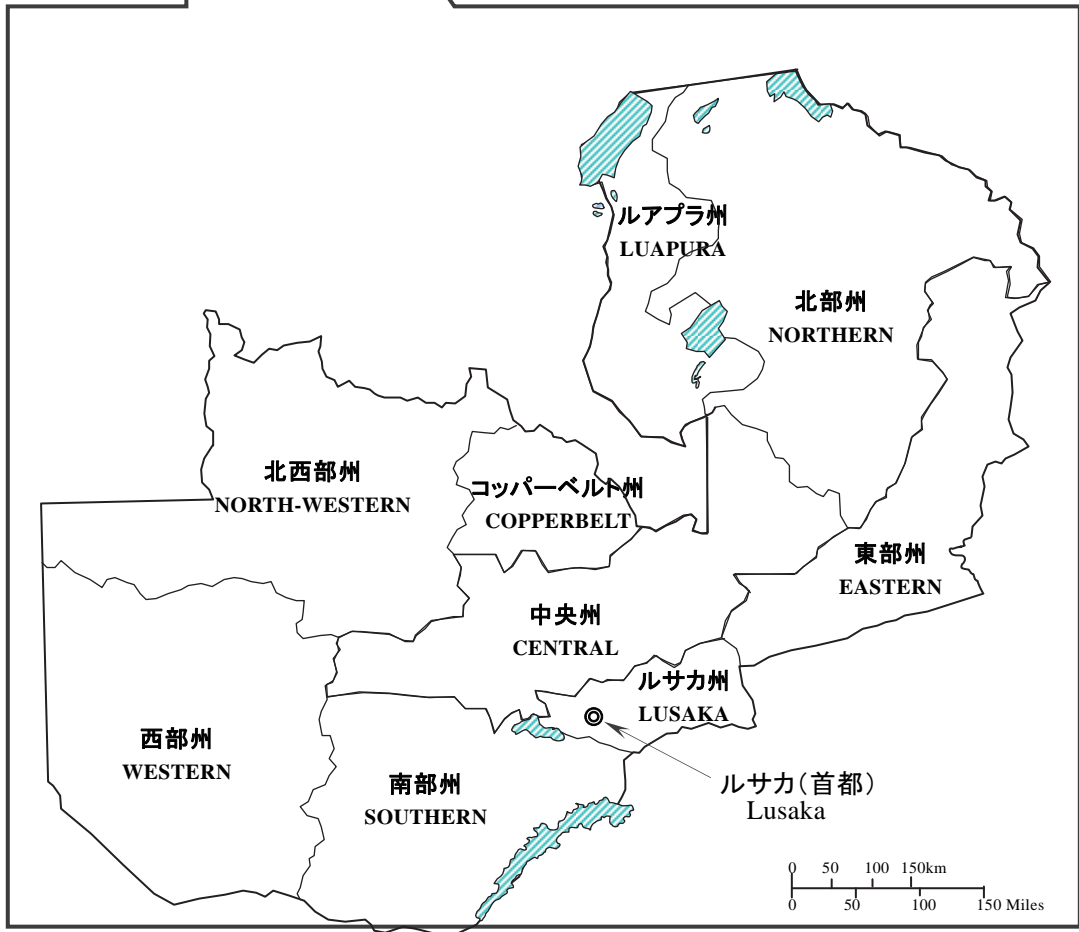 ルアプラ州
LUAPURA
北部州
NORTHERN
北西部州
NORTH-WESTERN
コッパーベルト州
COPPERBELT
東部州
EASTERN
中央州
CENTRAL
ルサカ州
LUSAKA
西部州
WESTERN
南部州
SOUTHERN
ルサカ(首都)
Lusaka
0 50 100 150km
0 50 100 150 Miles